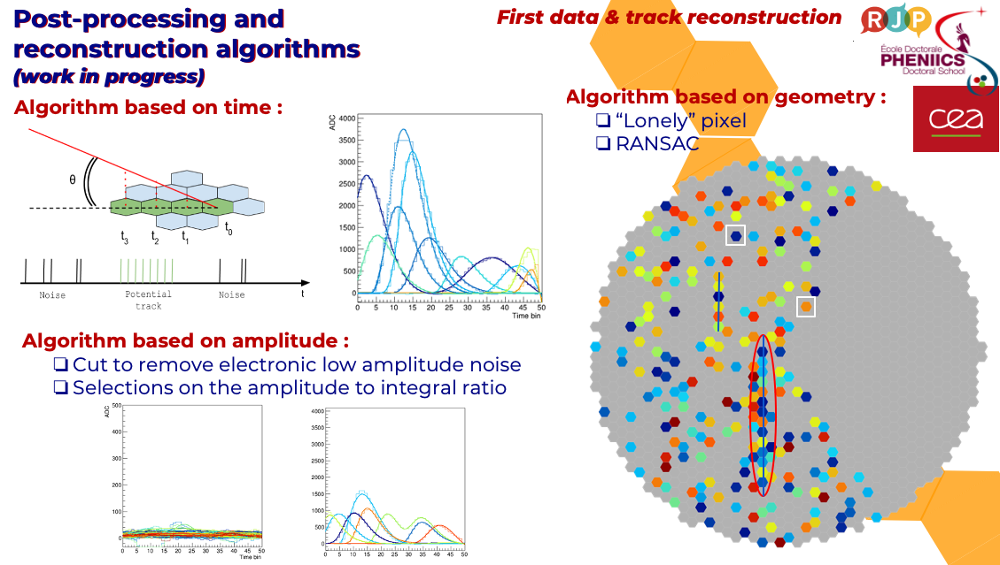 Post-processing and
reconstruction algorithms
(work in progress)
First data & track reconstruction
RJP
École Doctorale
PHENIICS
Doctoral School
cea
Algorithm based on time :
θ
t3 t2 t1 t0
Noise Potential track Noise t
ADC
4000
3500
3000
2500
2000
1500
1000
500
0
0 5 10 15 20 25 30 35 40 45 50
Time bin
Algorithm based on geometry :
❏ “Lonely” pixel
❏ RANSAC
Algorithm based on amplitude :
❏ Cut to remove electronic low amplitude noise
❏ Selections on the amplitude to integral ratio
ADC
500
400
300
200
100
0
0 5 10 15 20 25 30 35 40 45 50
Time bin
4000
3500
3000
2500
2000
1500
1000
500
0
0 5 10 15 20 25 30 35 40 45 50
Time bin